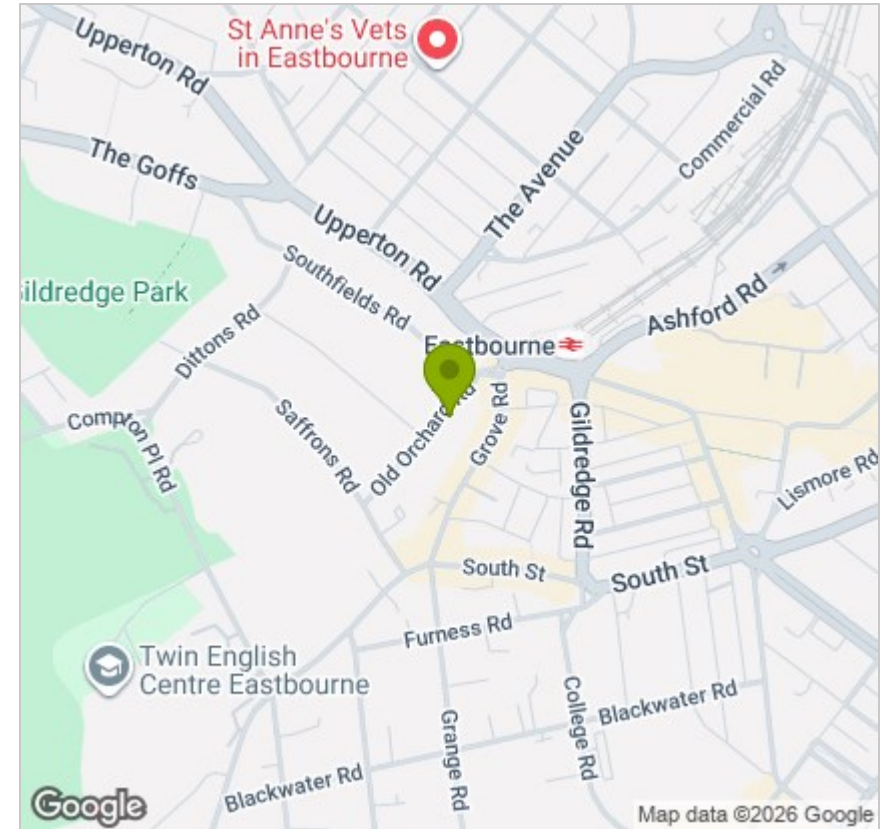 Upperton Rd
St Anne's Vets
in Eastbourne
Commercial Rd
The Goffs
The Avenue
Upperton Rd
Southfields Rd
ildredge Park
Ashford Rd
Dittons Rd
Eastbourne
Compton Pl Rd
Saffrons Rd
Old Orchard Rd
Grove Rd
Gildredge Rd
Lismore Rd
South St
South St
Furness Rd
Twin English
Centre Eastbourne
College Rd
Blackwater Rd
Grange Rd
Blackwater Rd
Google
Map data ©2026 Google